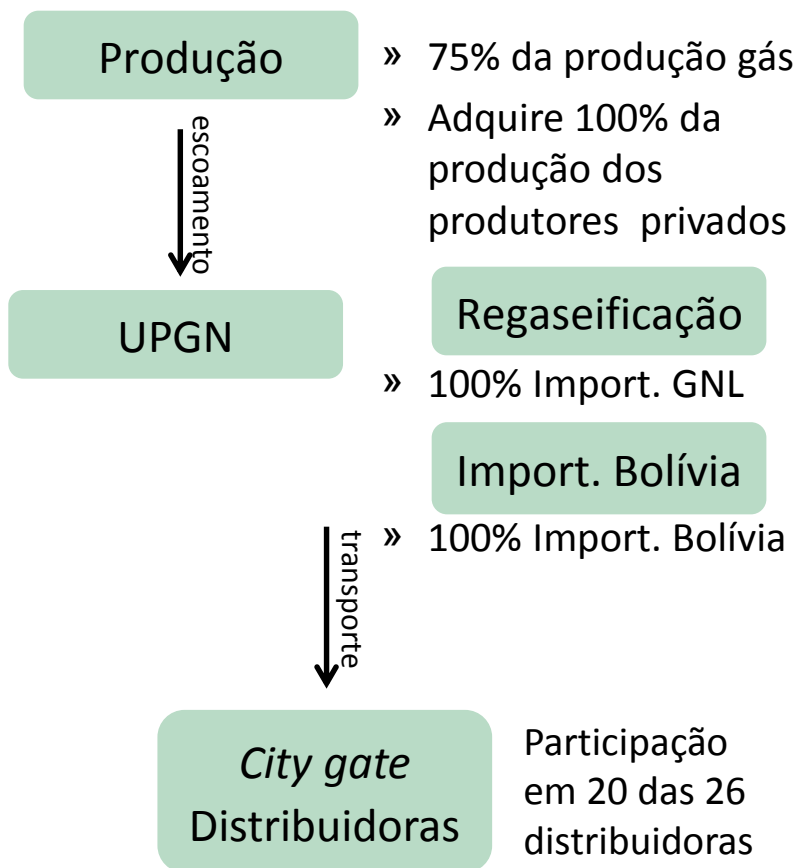 Produção
» 75% da produção gás
» Adquire 100% da
produção dos
produtores privados
escoamento
UPGN
Regaseificação
» 100% Import. GNL
Import. Bolívia
» 100% Import. Bolívia
transporte
City gate
Distribuidoras
Participação
em 20 das 26
distribuidoras